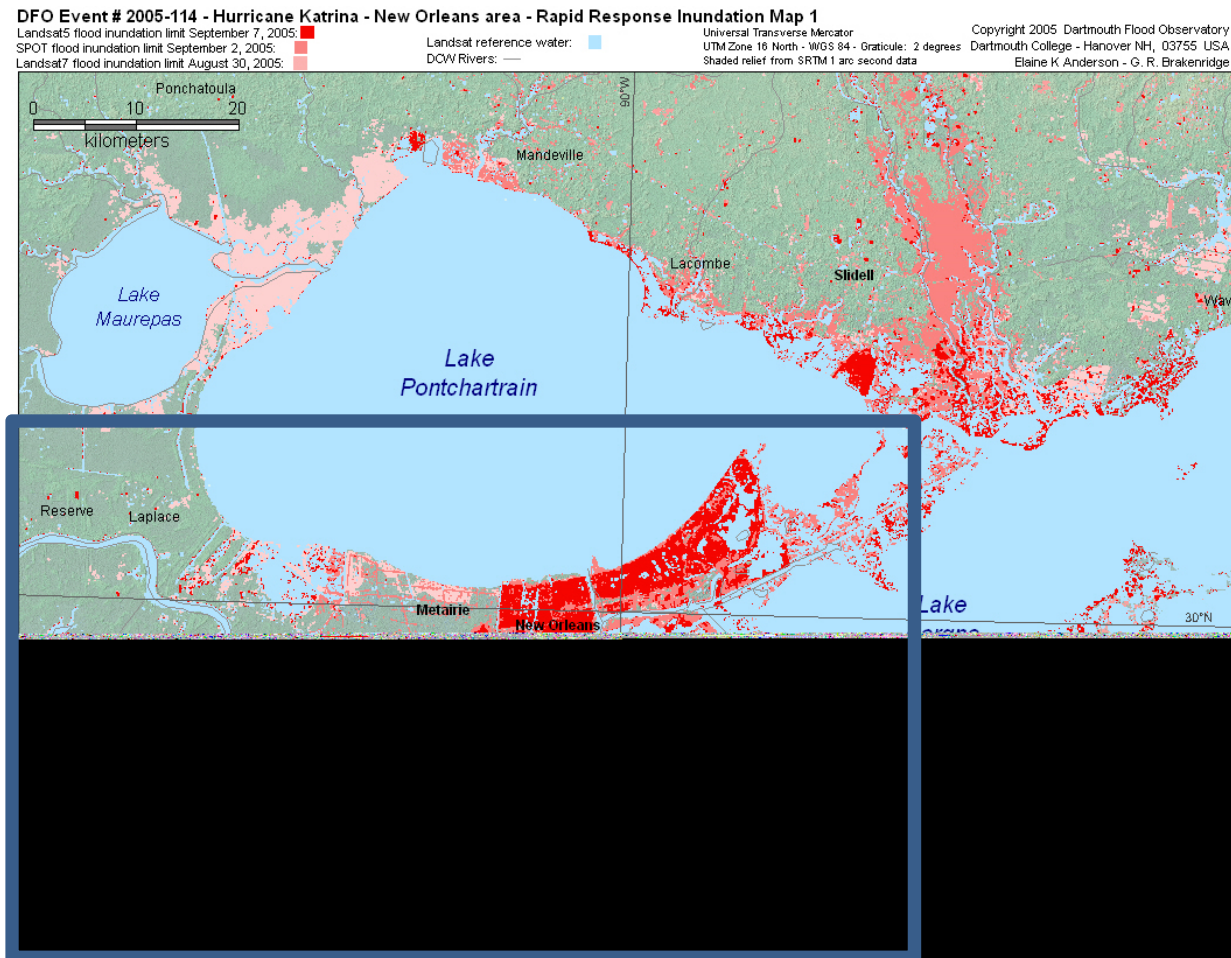 DFO Event # 2005-114 - Hurricane Katrina - New Orleans area - Rapid Response Inundation Map 1
Landsat5 flood inundation limit September 7, 2005:
SPOT flood inundation limit September 2, 2005:
Landsat7 flood inundation limit August 30, 2005:
Landsat reference water:
DCW Rivers:
Universal Transverse Mercator
UTM Zone 16 North - WGS 84 - Graticule: 2 degrees
Shaded relief from SRTM 1 arc second data
Copyright 2005 Dartmouth Flood Observatory
Dartmouth College - Hanover NH, 03755 USA
Elaine K Anderson - G. R. Brakenridge
Ponchatoula
0 10 20
kilometers
90°W
Mandeville
Lacombe
Slidell
Wav
Lake
Maurepas
Lake
Pontchartrain
Reserve
Laplace
Metairie
New Orleans
Lake
30°N